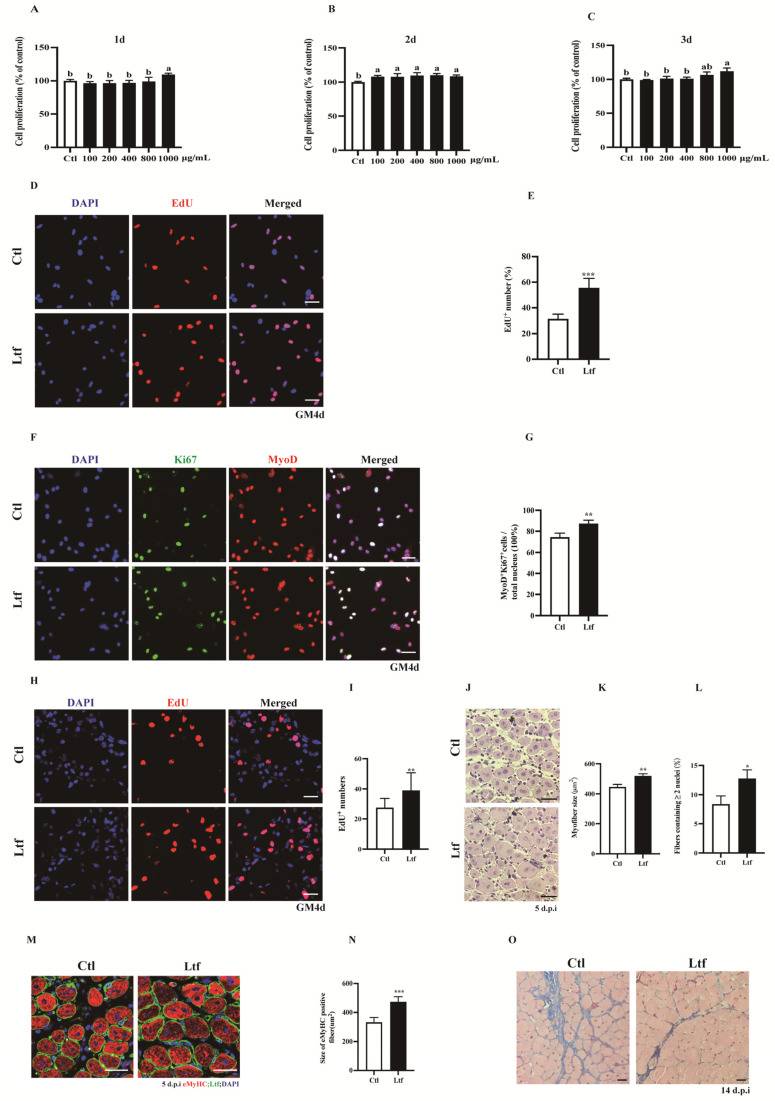 A
B
C
1d
2d
3d
Cell proliferation (% of control)
150
100
50
0
b b b b b a
Ctl 100 200 400 800 1000 μg/mL
Cell proliferation (% of control)
150
100
50
0
b a a a a a
Ctl 100 200 400 800 1000 μg/mL
Cell proliferation (% of control)
150
100
50
0
b b b b ab a
Ctl 100 200 400 800 1000 μg/mL
D
DAPI EdU Merged
Ctl
Ltf
GM4d
E
EdU⁺ number (%)
80
60
40
20
0
***
Ctl Ltf
F
DAPI Ki67 MyoD Merged
Ctl
Ltf
GM4d
G
MyoD⁺Ki67⁺cells /
total nucleus (100%)
100
80
60
40
20
0
**
Ctl Ltf
H
DAPI EdU Merged
Ctl
Ltf
GM4d
I
EdU⁺ numbers
60
40
20
0
**
Ctl Ltf
J
Ctl
Ltf
5 d.p.i
K
Myofiber size (μm²)
600
400
200
0
**
Ctl Ltf
L
Fibers containing ≥ 2 nuclei (%)
15
10
5
0
*
Ctl Ltf
M
Ctl Ltf
5 d.p.i eMyHC;Ltf;DAPI
N
Size of eMyHC positive
fiber(um²)
600
400
200
0
***
Ctl Ltf
O
Ctl Ltf
14 d.p.i